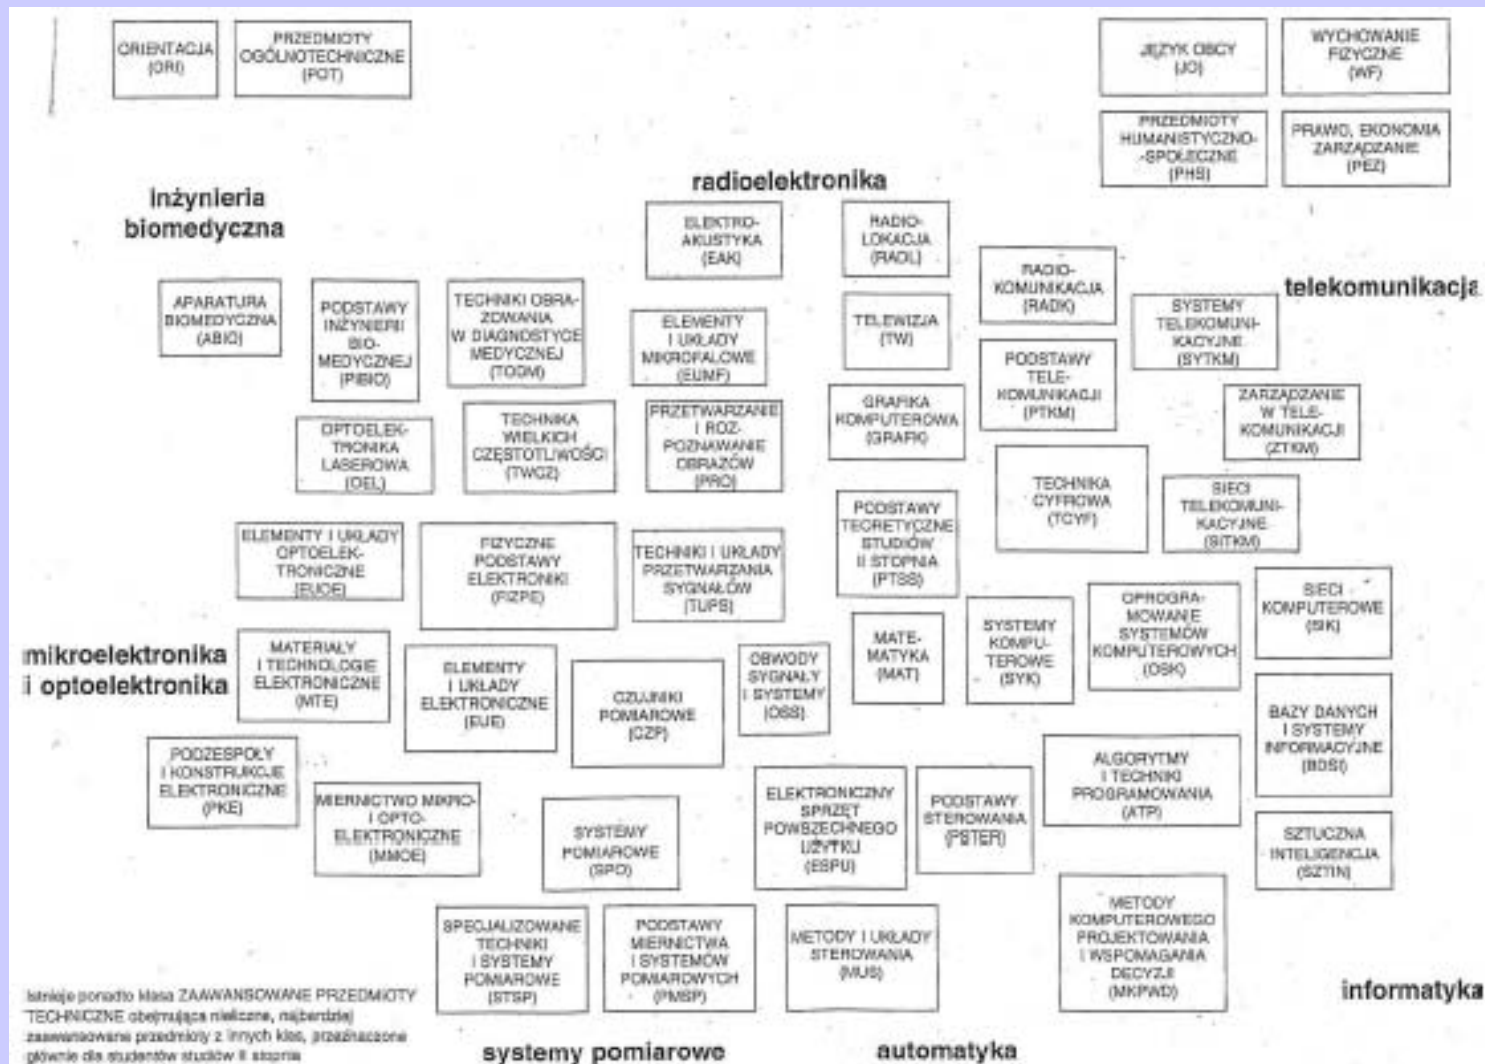 ORIENTACJA
(ORI)
PRZEDMIOTY
OGÓLNOTECHNICZNE
(POT)
JĘZYK OBCY
(JO)
WYCHOWANIE
FIZYCZNE
(WF)
PRZEDMIOTY
HUMANISTYCZNO-
-SPOŁECZNE
(PHS)
PRAWO, EKONOMIA
ZARZĄDZANIE
(PEZ)
Inżynieria
biomedyczna
radioelektronika
telekomunikacja
ELEKTRO-
AKUSTYKA
(EAK)
RADIO-
LOKACJA
(RADL)
RADIO-
KOMUNIKACJA
(RADK)
APARATURA
BIOMEDYCZNA
(ABIO)
PODSTAWY
INŻYNIERII
BIO-
MEDYCZNEJ
(PIBIO)
TECHNIKI OBRA-
ZOWANIA
W DIAGNOSTYCE
MEDYCZNEJ
(TODM)
ELEMENTY
I UKŁADY
MIKROFALOWE
(EUMF)
TELEWIZJA
(TW)
SYSTEMY
TELEKOMUNI-
KACYJNE
(SYTKM)
PODSTAWY
TELE-
KOMUNIKACJI
(PTKM)
OPTOELEK-
TRONIKA
LASEROWA
(OEL)
TECHNIKA
WIELKICH
CZĘSTOTLIWOŚCI
(TWCZ)
PRZETWARZANIE
I ROZ-
POZNAWANIE
OBRAZÓW
(PRO)
GRAFIKA
KOMPUTEROWA
(GRAFK)
ZARZĄDZANIE
W TELE-
KOMUNIKACJI
(ZTKM)
TECHNIKA
CYFROWA
(TCYF)
SIECI
TELEKOMUNI-
KACYJNE
(SITKM)
ELEMENTY I UKŁADY
OPTOELEK-
TRONICZNE
(EUOE)
FIZYCZNE
PODSTAWY
ELEKTRONIKI
(FIZPE)
TECHNIKI I UKŁADY
PRZETWARZANIA
SYGNAŁÓW
(TUPS)
PODSTAWY
TEORETYCZNE
STUDIÓW
II STOPNIA
(PTSS)
mikroelektronika
i optoelektronika
MATERIAŁY
I TECHNOLOGIE
ELEKTRONICZNE
(MTE)
ELEMENTY
I UKŁADY
ELEKTRONICZNE
(EUE)
CZUJNIKI
POMIAROWE
(CZP)
OBWODY
SYGNAŁY
I SYSTEMY
(OSS)
MATE-
MATYKA
(MAT)
SYSTEMY
KOMPU-
TEROWE
(SYK)
OPROGRA-
MOWANIE
SYSTEMÓW
KOMPUTEROWYCH
(OSK)
SIECI
KOMPUTEROWE
(SIK)
PODZESPOŁY
I KONSTRUKCJE
ELEKTRONICZNE
(PKE)
MIERNICTWO MIKRO-
I OPTO-
ELEKTRONICZNE
(MMOE)
SYSTEMY
POMIAROWE
(SPO)
ELEKTRONICZNY
SPRZĘT
POWSZECHNEGO
UŻYTKU
(ESPU)
PODSTAWY
STEROWANIA
(PSTER)
ALGORYTMY
I TECHNIKI
PROGRAMOWANIA
(ATP)
BAZY DANYCH
I SYSTEMY
INFORMACYJNE
(BDSI)
SZTUCZNA
INTELIGENCJA
(SZTIN)
SPECJALIZOWANE
TECHNIKI
I SYSTEMY
POMIAROWE
(STSP)
PODSTAWY
MIERNICTWA
I SYSTEMÓW
POMIAROWYCH
(PMSP)
METODY I UKŁADY
STEROWANIA
(MUS)
METODY
KOMPUTEROWEGO
PROJEKTOWANIA
I WSPOMAGANIA
DECYZJI
(MKPWD)
informatyka
Istnieje ponadto klasa ZAAWANSOWANE PRZEDMIOTY
TECHNICZNE obejmująca nieliczne, najbardziej
zaawansowane przedmioty z innych klas, przeznaczone
głównie dla studentów studiów II stopnia
systemy pomiarowe
automatyka